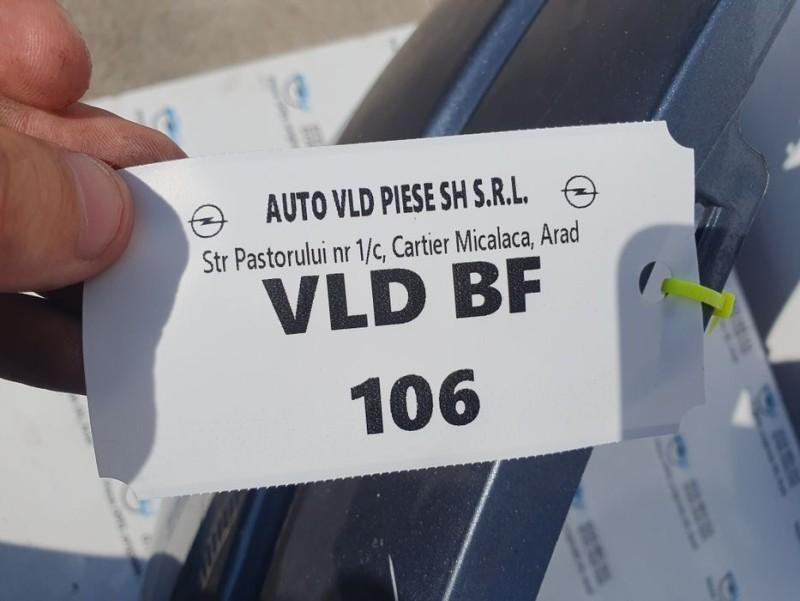 AUTO VLD PIESE SH S.R.L.
Str Pastorului nr 1/c, Cartier Micalaca, Arad
VLD BF
106